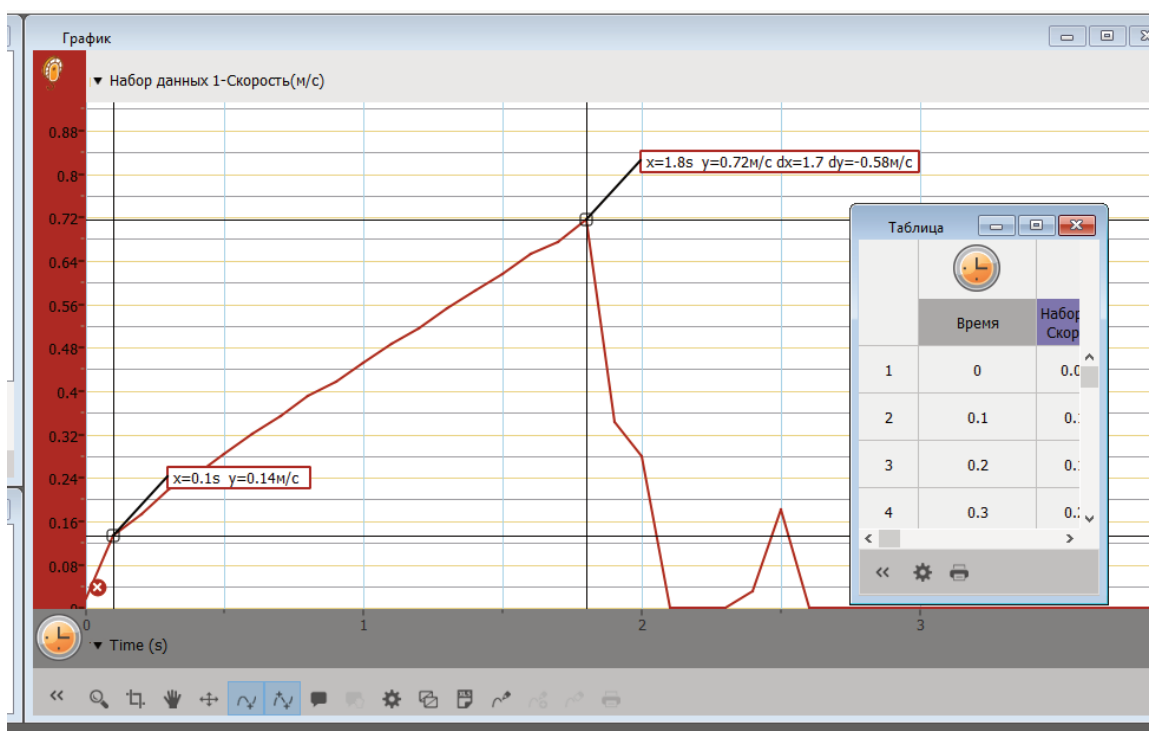 График
▼ Набор данных 1-Скорость(м/с)
0.88
0.8
0.72
0.64
0.56
0.48
0.4
0.32
0.24
0.16
0.08
0
x=1.8s y=0.72м/с dx=1.7 dy=-0.58м/с
x=0.1s y=0.14м/с
0 1 2 3
▼ Time (s)
Таблица
Время
1 0
2 0.1
3 0.2
4 0.3